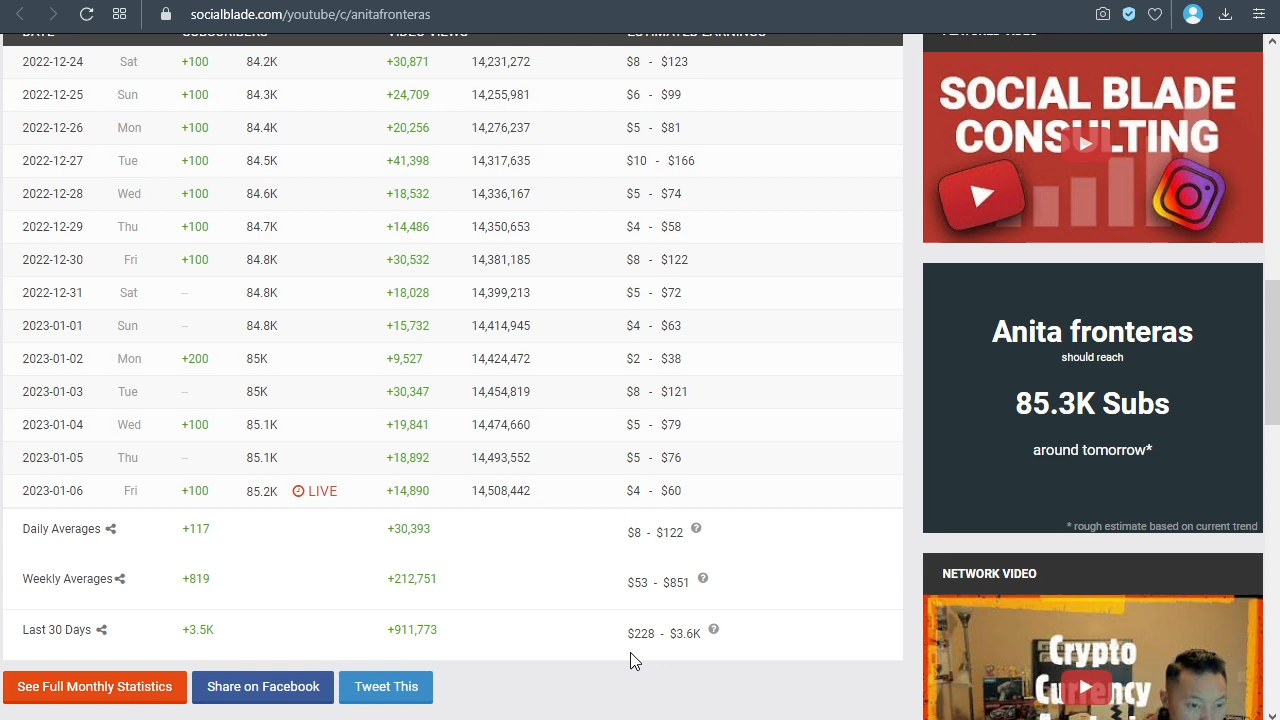 socialblade.com/youtube/c/anitafronteras
DATE SUBSCRIBERS VIDEO VIEWS ESTIMATED EARNINGS
2022-12-24 Sat +100 84.2K +30,871 14,231,272 $8 - $123
2022-12-25 Sun +100 84.3K +24,709 14,255,981 $6 - $99
2022-12-26 Mon +100 84.4K +20,256 14,276,237 $5 - $81
2022-12-27 Tue +100 84.5K +41,398 14,317,635 $10 - $166
2022-12-28 Wed +100 84.6K +18,532 14,336,167 $5 - $74
2022-12-29 Thu +100 84.7K +14,486 14,350,653 $4 - $58
2022-12-30 Fri +100 84.8K +30,532 14,381,185 $8 - $122
2022-12-31 Sat -- 84.8K +18,028 14,399,213 $5 - $72
2023-01-01 Sun -- 84.8K +15,732 14,414,945 $4 - $63
2023-01-02 Mon +200 85K +9,527 14,424,472 $2 - $38
2023-01-03 Tue -- 85K +30,347 14,454,819 $8 - $121
2023-01-04 Wed +100 85.1K +19,841 14,474,660 $5 - $79
2023-01-05 Thu -- 85.1K +18,892 14,493,552 $5 - $76
2023-01-06 Fri +100 85.2K LIVE +14,890 14,508,442 $4 - $60
Daily Averages +117 +30,393 $8 - $122
Weekly Averages +819 +212,751 $53 - $851
Last 30 Days +3.5K +911,773 $228 - $3.6K
See Full Monthly Statistics
Share on Facebook
Tweet This
FEATURED VIDEO
SOCIAL BLADE
CONSULTING
Anita fronteras
should reach
85.3K Subs
around tomorrow*
* rough estimate based on current trend
NETWORK VIDEO
Crypto
Currency